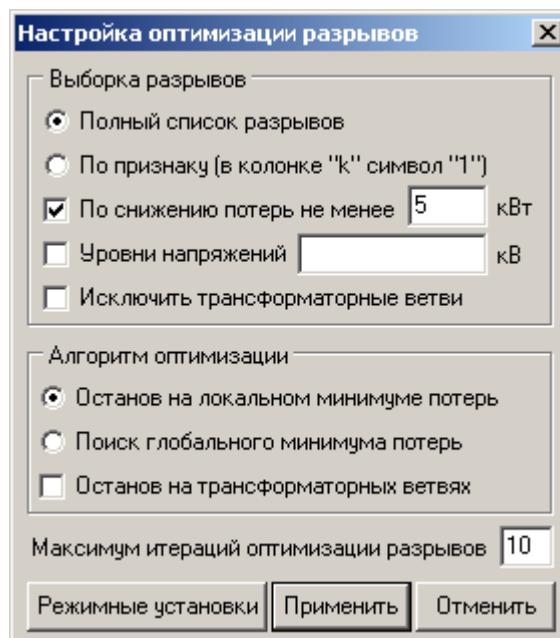 Настройка оптимизации разрывов
Выборка разрывов
Полный список разрывов
По признаку (в колонке "k" символ "1")
По снижению потерь не менее 5 кВт
Уровни напряжений кВ
Исключить трансформаторные ветви
Алгоритм оптимизации
Останов на локальном минимуме потерь
Поиск глобального минимума потерь
Останов на трансформаторных ветвях
Максимум итераций оптимизации разрывов 10
Режимные установки Применить Отменить